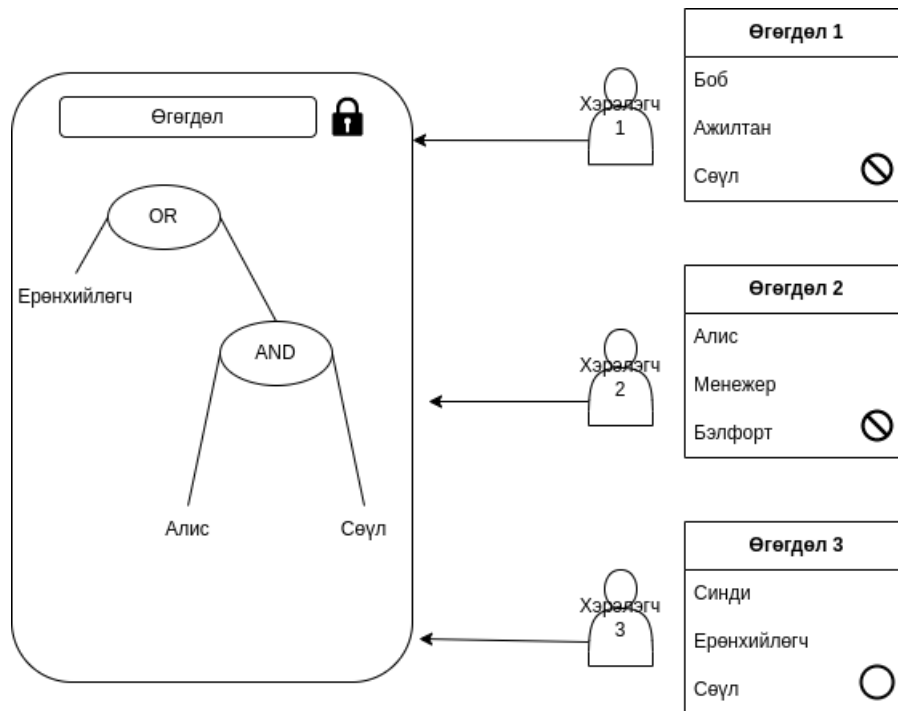 Өгөгдөл
OR
Ерөнхийлөгч
AND
Алис
Сөүл
Хэрэлэгч
1
Өгөгдөл 1
Боб
Ажилтан
Сөүл
Хэрэлэгч
2
Өгөгдөл 2
Алис
Менежер
Бэлфорт
Хэрэлэгч
3
Өгөгдөл 3
Синди
Ерөнхийлөгч
Сөүл